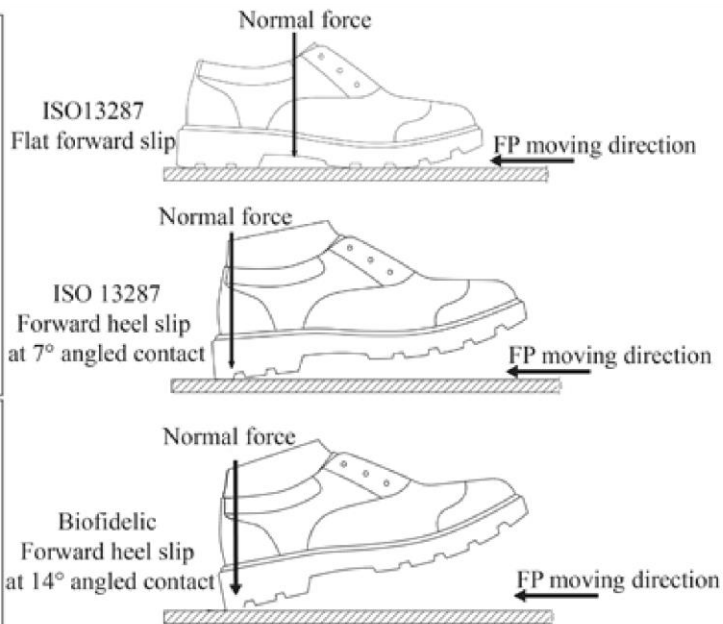 Normal force
ISO13287
Flat forward slip
FP moving direction
Normal force
ISO 13287
Forward heel slip
at 7° angled contact
FP moving direction
Normal force
Biofidelic
Forward heel slip
at 14° angled contact
FP moving direction